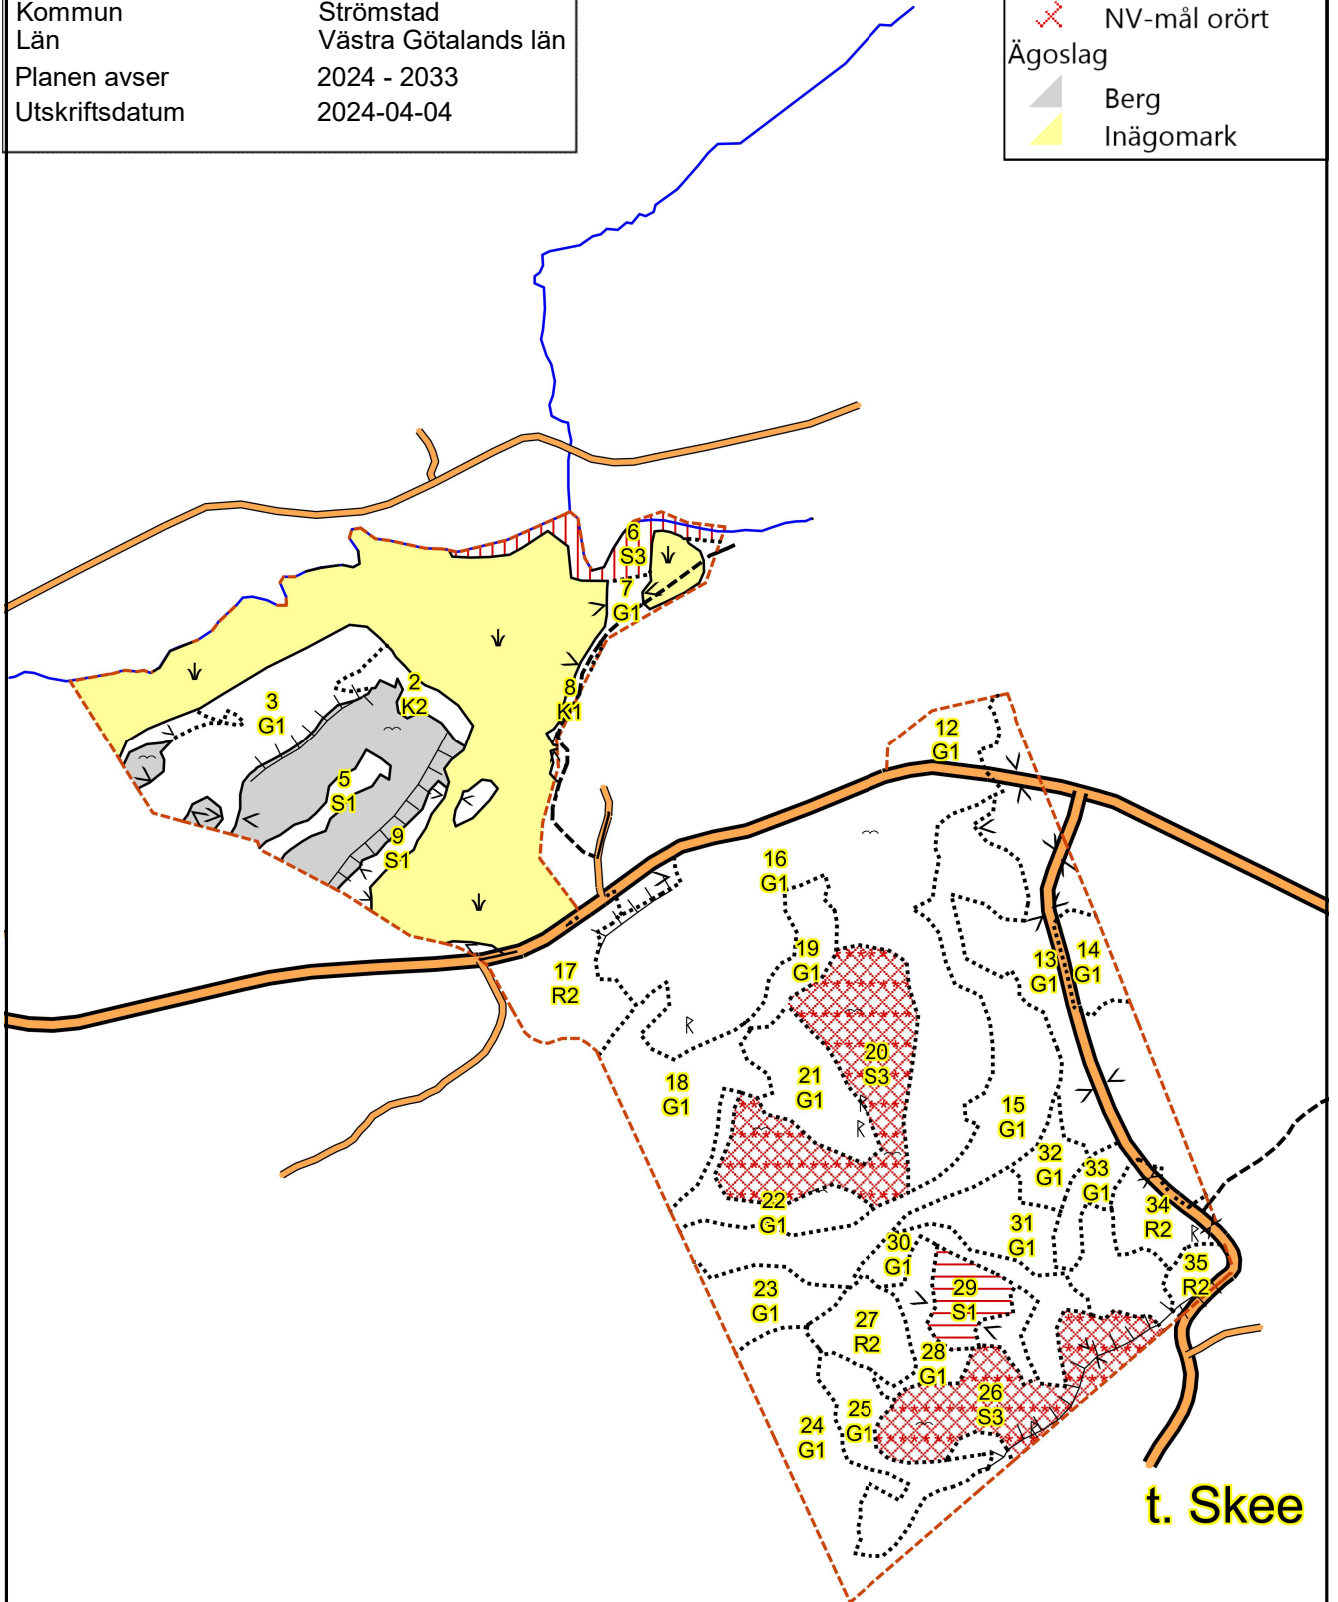 Kommun Strömstad
Län Västra Götalands län
Planen avser 2024 - 2033
Utskriftsdatum 2024-04-04
NV-mål orört
Ägoslag
Berg
Inägomark
6
S3
7
G1
2
K2
3
G1
8
K1
12
G1
5
S1
9
S1
16
G1
19
G1
13
G1
14
G1
17
R2
20
S3
18
G1
21
G1
15
G1
32
G1
33
G1
22
G1
34
R2
31
G1
30
G1
35
R2
23
G1
29
S1
27
R2
28
G1
26
S3
25
G1
24
G1
t. Skee